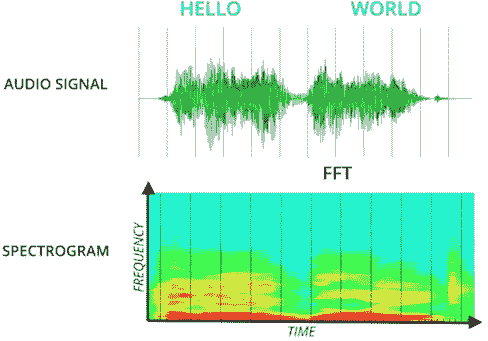 HELLO WORLD
AUDIO SIGNAL
FFT
SPECTROGRAM
FREQUENCY
TIME